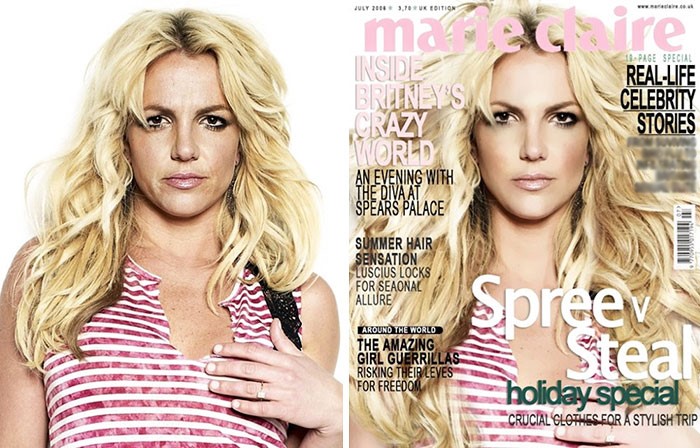 JULY 2008 * 3,70 * UK EDITION
www.marieclaire.co.uk
marie claire
INSIDE
BRITNEY'S
CRAZY
WORLD
AN EVENING WITH
THE DIVA AT
SPEARS PALACE
SUMMER HAIR
SENSATION
LUSCIUS LOCKS
FOR SEAONAL
ALLURE
AROUND THE WORLD
THE AMAZING
GIRL GUERRILLAS
RISKING THEIR LEVES
FOR FREEDOM
-PAGE SPECIAL
REAL-LIFE
CELEBRITY
STORIES
Spree v
Steal
holiday special
CRUCIAL CLOTHES FOR A STYLISH TRIP